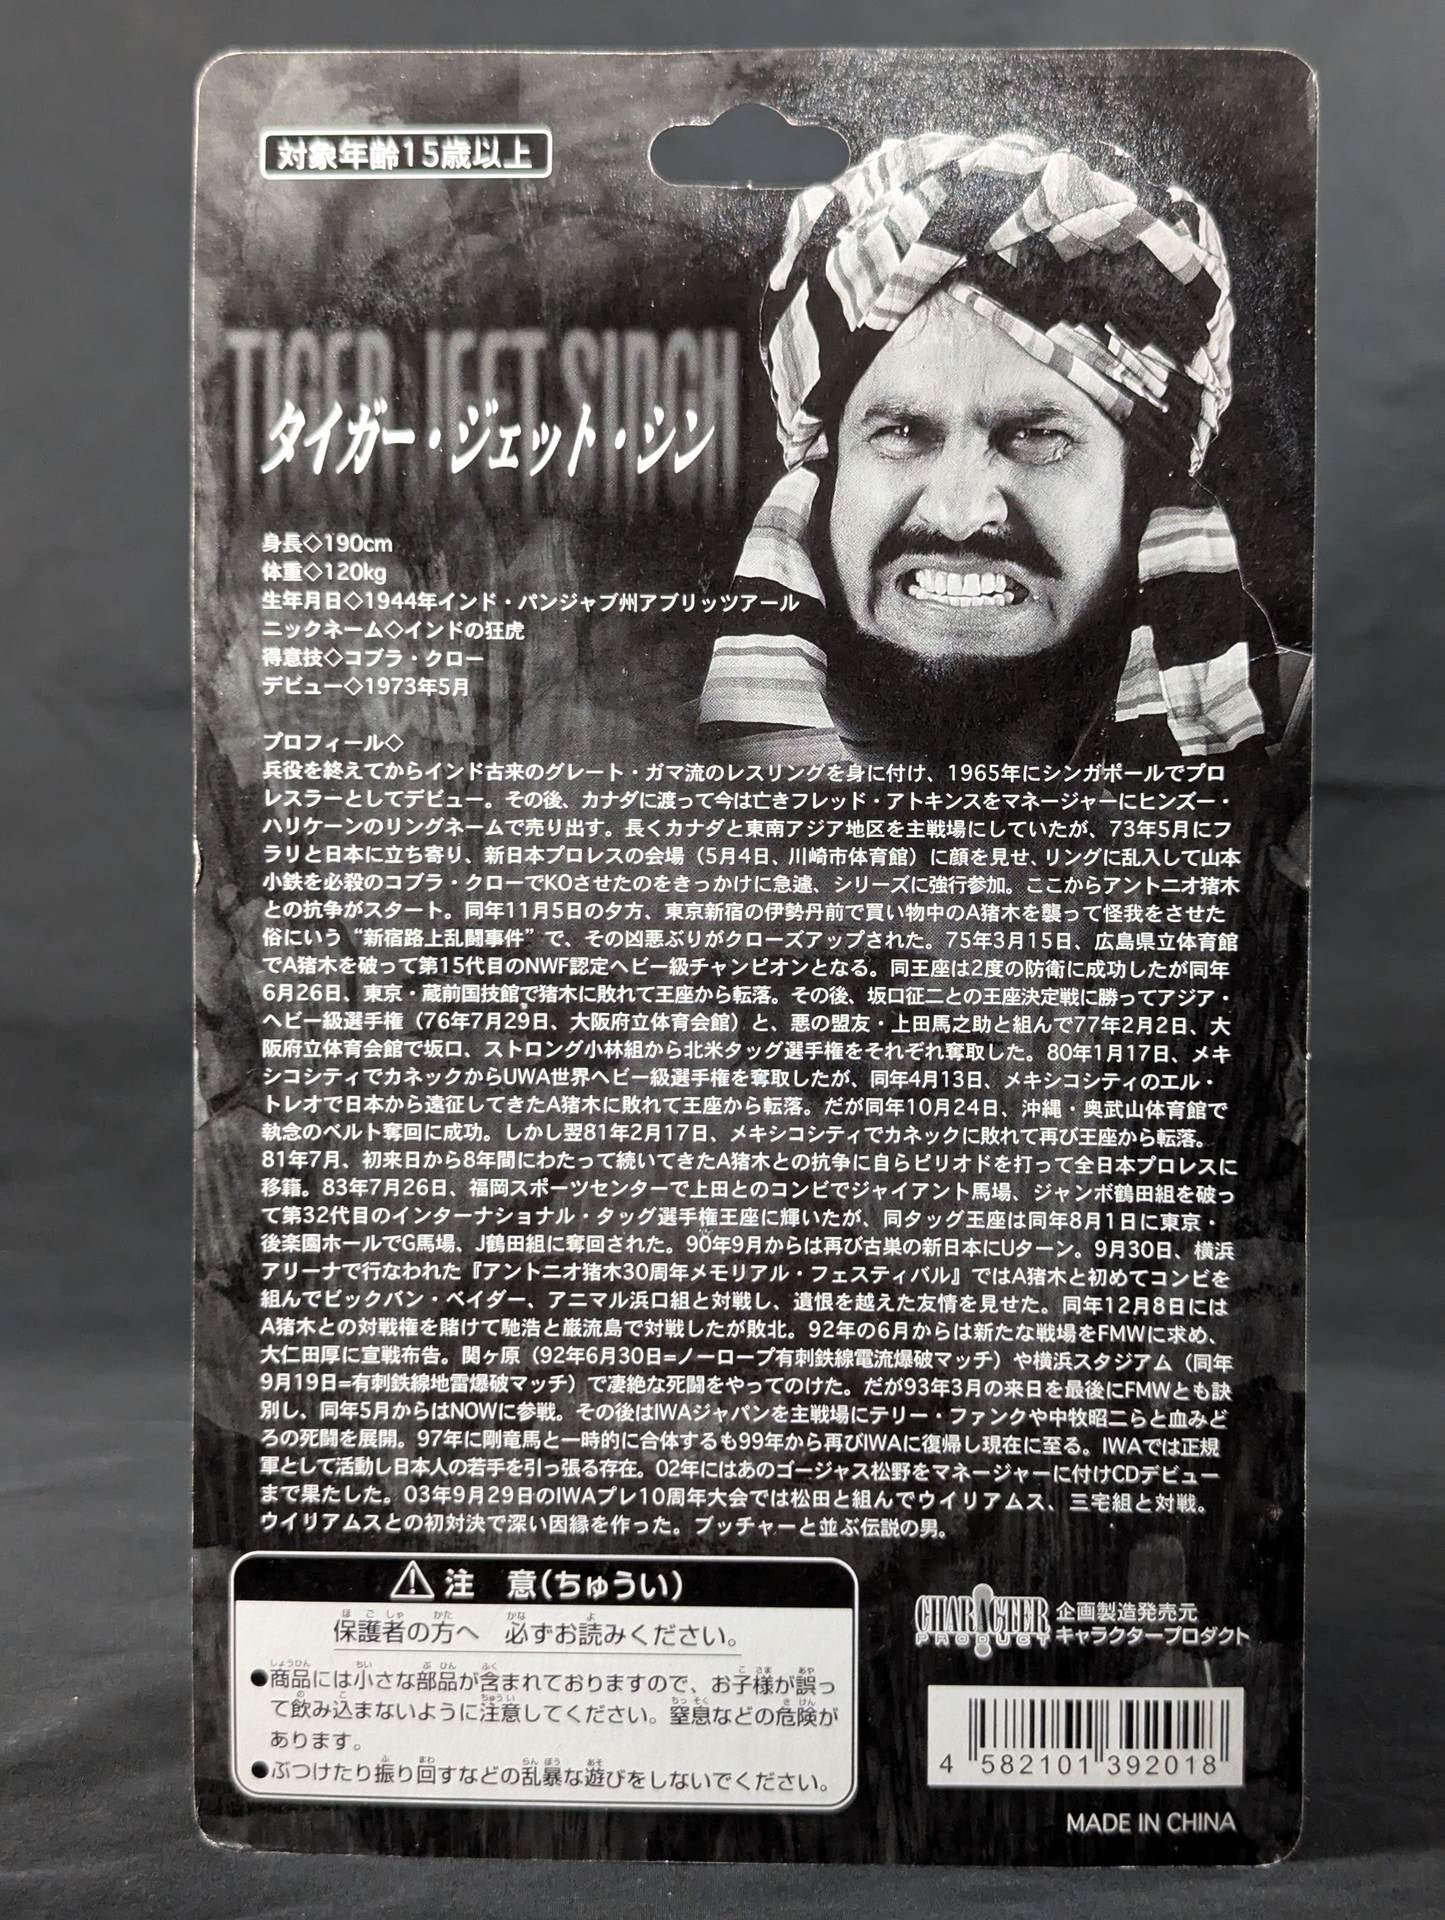 対象年齢15歳以上
TIGER JEET SINGH
タイガー・ジェット・シン
身長◇190cm
体重◇120kg
生年月日◇1944年インド・パンジャブ州アブリッツアール
ニックネーム◇インドの狂虎
得意技◇コブラ・クロー
デビュー◇1973年5月
プロフィール◇
兵役を終えてからインド古来のグレート・ガマ流のレスリングを身に付け、1965年にシンガポールでプロ
レスラーとしてデビュー。その後、カナダに渡って今は亡きフレッド・アトキンスをマネージャーにヒンズー・
ハリケーンのリングネームで売り出す。長くカナダと東南アジア地区を主戦場にしていたが、73年5月にフ
ラリと日本に立ち寄り、新日本プロレスの会場（5月4日、川崎市体育館）に顔を見せ、リングに乱入して山本
小鉄を必殺のコブラ・クローでKOさせたのをきっかけに急遽、シリーズに強行参加。ここからアントニオ猪木
との抗争がスタート。同年11月5日の夕方、東京新宿の伊勢丹前で買い物中のA猪木を襲って怪我をさせた
俗にいう“新宿路上乱闘事件”で、その凶悪ぶりがクローズアップされた。75年3月15日、広島県立体育館
でA猪木を破って第15代目のNWF認定ヘビー級チャンピオンとなる。同王座は2度の防衛に成功したが同年
6月26日、東京・蔵前国技館で猪木に敗れて王座から転落。その後、坂口征二との王座決定戦に勝ってアジア・
ヘビー級選手権（76年7月29日、大阪府立体育会館）と、悪の盟友・上田馬之助と組んで77年2月2日、大
阪府立体育会館で坂口、ストロング小林組から北米タッグ選手権をそれぞれ奪取した。80年1月17日、メキ
シコシティでカネックからUWA世界ヘビー級選手権を奪取したが、同年4月13日、メキシコシティのエル・
トレオで日本から遠征してきたA猪木に敗れて王座から転落。だが同年10月24日、沖縄・奥武山体育館で
執念のベルト奪回に成功。しかし翌81年2月17日、メキシコシティでカネックに敗れて再び王座から転落。
81年7月、初来日から8年間にわたって続いてきたA猪木との抗争に自らピリオドを打って全日本プロレスに
移籍。83年7月26日、福岡スポーツセンターで上田とのコンビでジャイアント馬場、ジャンボ鶴田組を破っ
て第32代目のインターナショナル・タッグ選手権王座に輝いたが、同タッグ王座は同年8月1日に東京・
後楽園ホールでG馬場、J鶴田組に奪回された。90年9月からは再び古巣の新日本にUターン。9月30日、横浜
アリーナで行なわれた『アントニオ猪木30周年メモリアル・フェスティバル』ではA猪木と初めてコンビを
組んでビックバン・ベイダー、アニマル浜口組と対戦し、遺恨を越えた友情を見せた。同年12月8日には
A猪木との対戦権を賭けて馳浩と巌流島で対戦したが敗北。92年の6月からは新たな戦場をFMWに求め、
大仁田厚に宣戦布告。関ヶ原（92年6月30日=ノーロープ有刺鉄線電流爆破マッチ）や横浜スタジアム（同年
9月19日=有刺鉄線地雷爆破マッチ）で凄絶な死闘をやってのけた。だが93年3月の来日を最後にFMWとも訣
別し、同年5月からはNOWに参戦。その後はIWAジャパンを主戦場にテリー・ファンクや中牧昭二らと血みど
ろの死闘を展開。97年に剛竜馬と一時的に合体するも99年から再びIWAに復帰し現在に至る。IWAでは正規
軍として活動し日本人の若手を引っ張る存在。02年にはあのゴージャス松野をマネージャーに付けCDデビュー
まで果たした。03年9月29日のIWAプレ10周年大会では松田と組んでウイリアムス、三宅組と対戦。
ウイリアムスとの初対決で深い因縁を作った。ブッチャーと並ぶ伝説の男。
⚠注 意(ちゅうい)
保護者の方へ 必ずお読みください。
●商品には小さな部品が含まれておりますので、お子様が誤っ
て飲み込まないように注意してください。窒息などの危険が
あります。
●ぶつけたり振り回すなどの乱暴な遊びをしないでください。
CHARACTER PRODUCT
企画製造発売元
キャラクタープロダクト
4 582101 392018
MADE IN CHINA